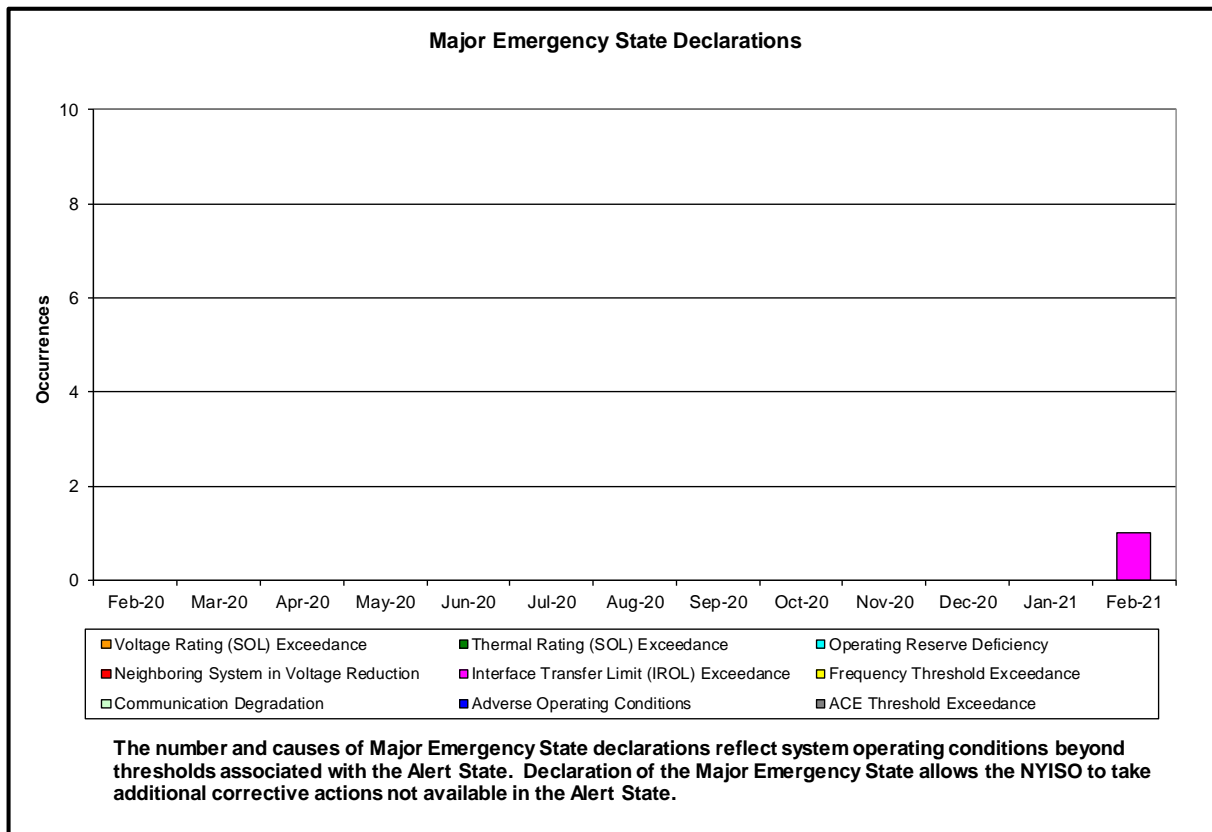 Major Emergency State Declarations
10
8
6
4
2
0
Occurrences
Feb-20 Mar-20 Apr-20 May-20 Jun-20 Jul-20 Aug-20 Sep-20 Oct-20 Nov-20 Dec-20 Jan-21 Feb-21
Voltage Rating (SOL) Exceedance Thermal Rating (SOL) Exceedance Operating Reserve Deficiency
Neighboring System in Voltage Reduction Interface Transfer Limit (IROL) Exceedance Frequency Threshold Exceedance
Communication Degradation Adverse Operating Conditions ACE Threshold Exceedance
The number and causes of Major Emergency State declarations reflect system operating conditions beyond
thresholds associated with the Alert State. Declaration of the Major Emergency State allows the NYISO to take
additional corrective actions not available in the Alert State.